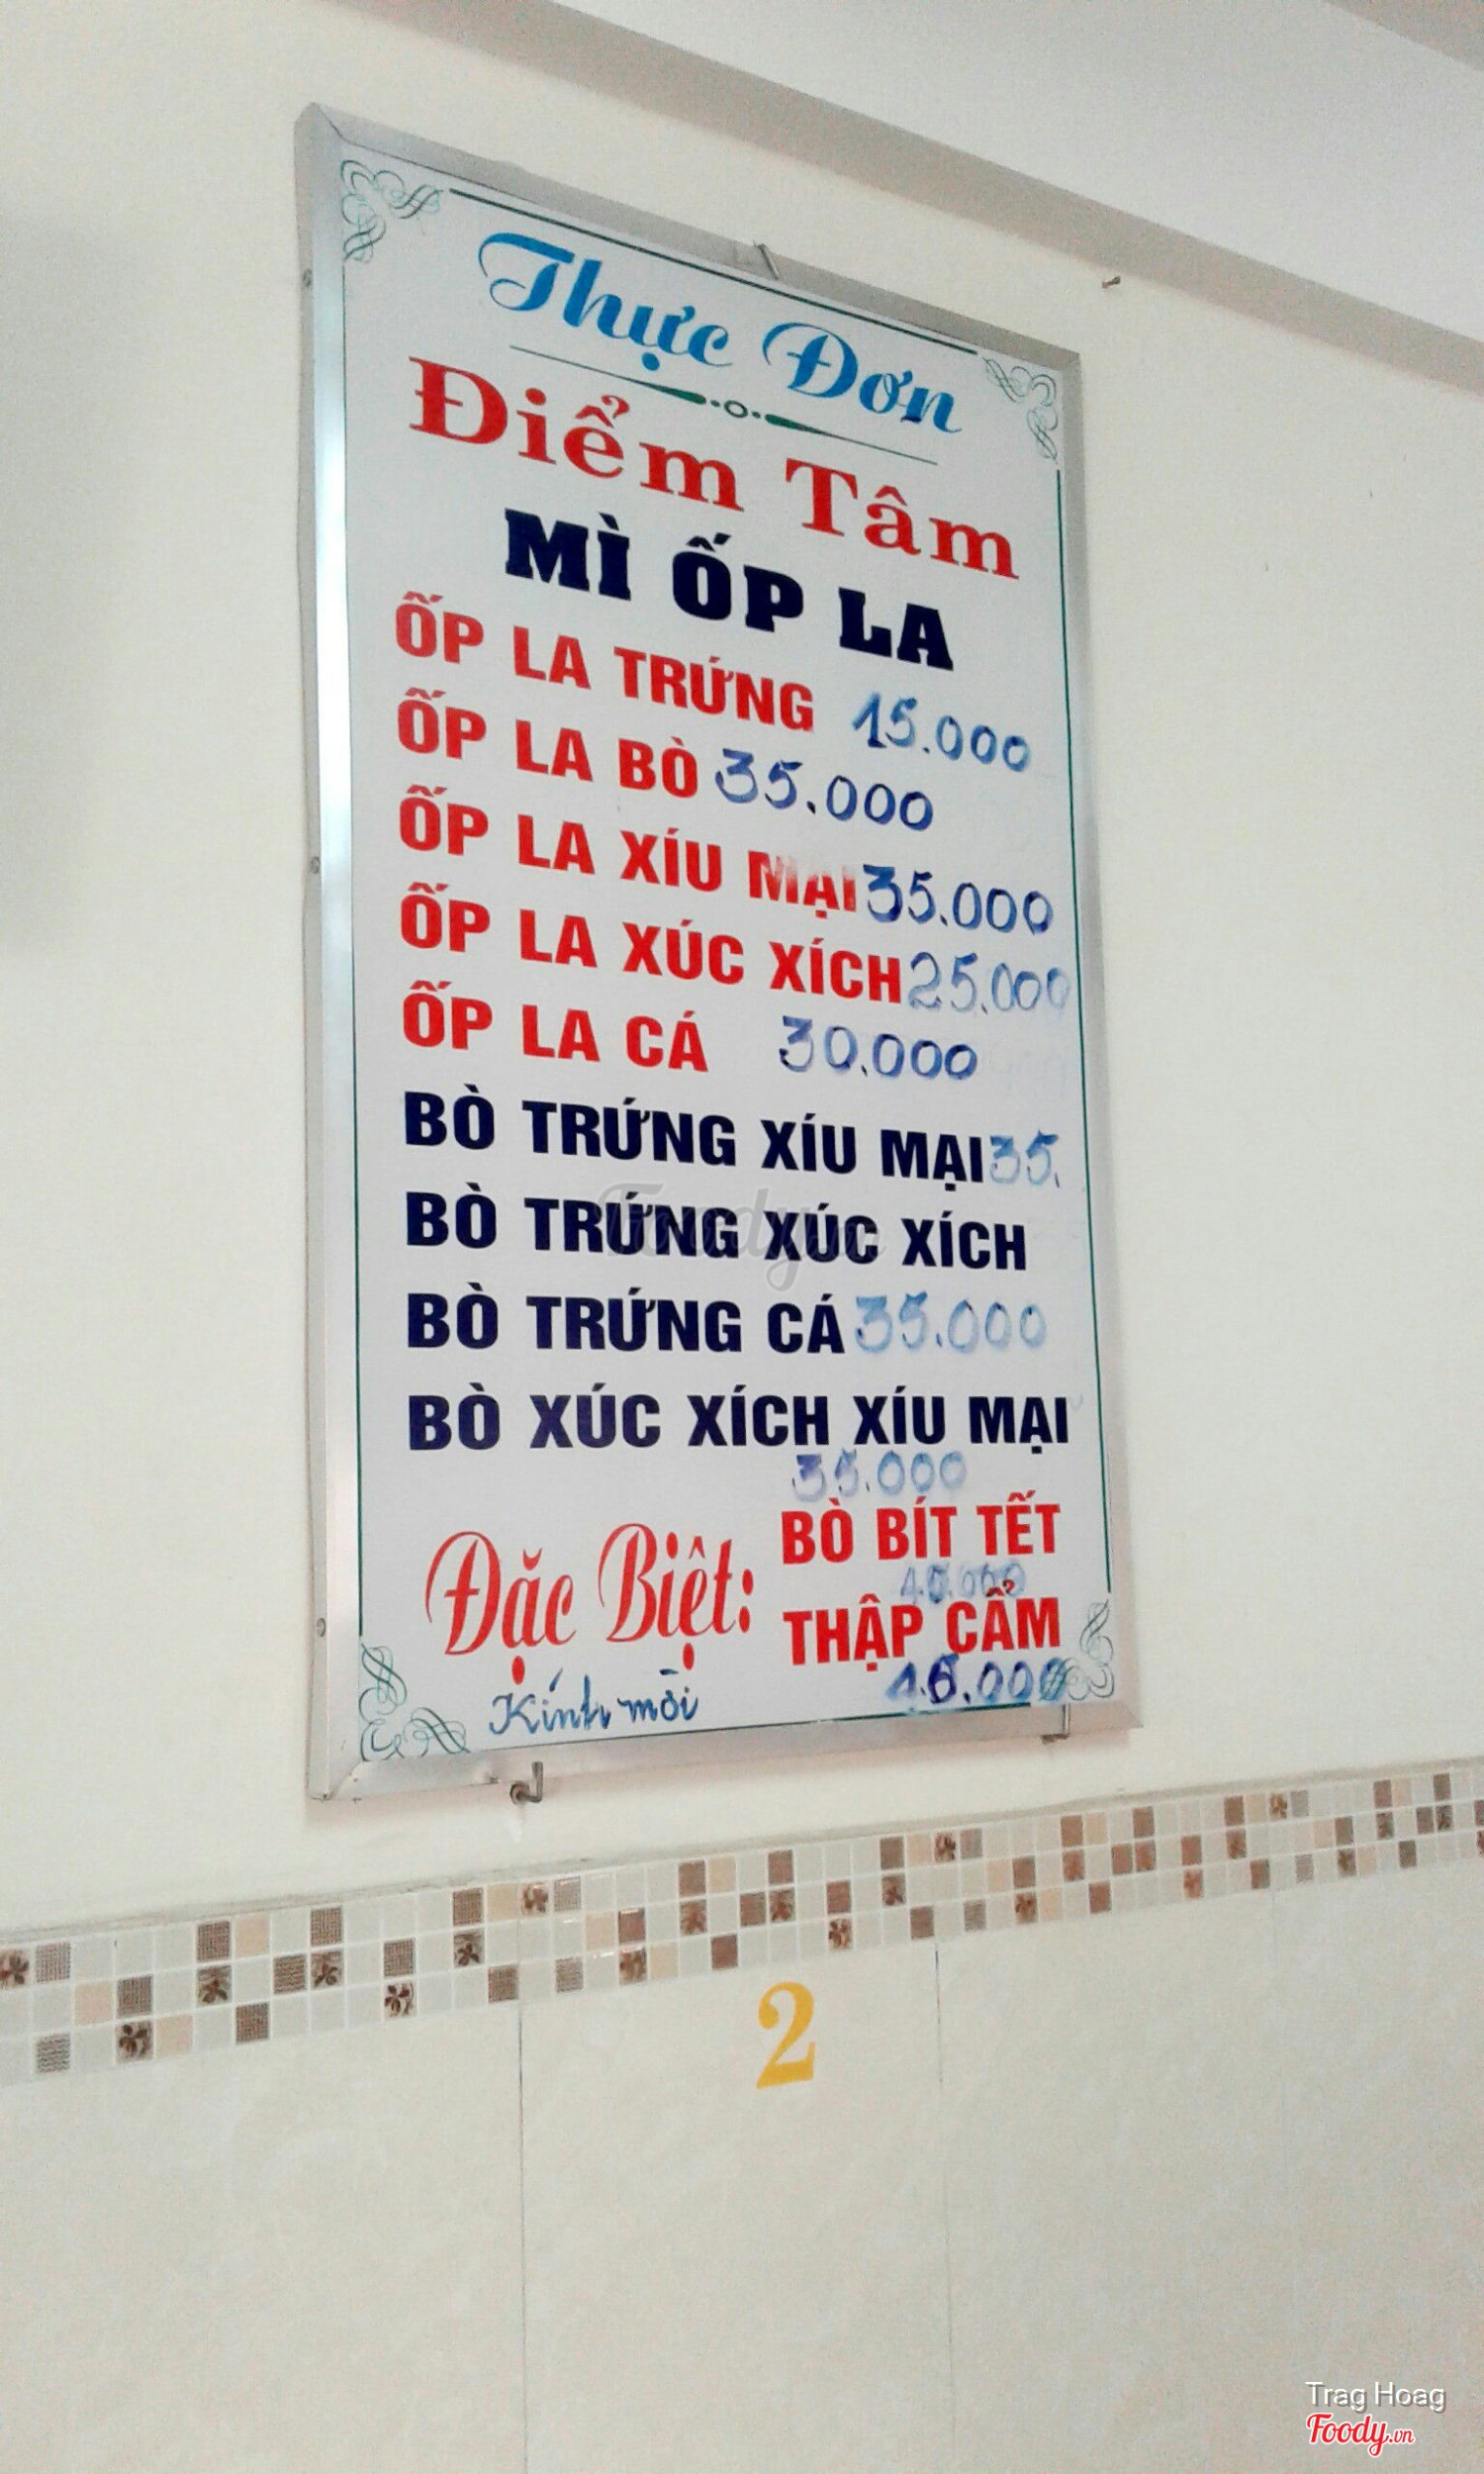 Thực Đơn
Điểm Tâm
MÌ ỐP LA
ỐP LA TRỨNG 15.000
ỐP LA BÒ 35.000
ỐP LA XÍU MẠI 35.000
ỐP LA XÚC XÍCH 25.000
ỐP LA CÁ 30.000
BÒ TRỨNG XÍU MẠI 35.
BÒ TRỨNG XÚC XÍCH
BÒ TRỨNG CÁ 35.000
BÒ XÚC XÍCH XÍU MẠI
35.000
Đặc Biệt: BÒ BÍT TẾT
THẬP CẨM
Kính mời
2
Foody.vn
Trag Hoag
Foody.vn